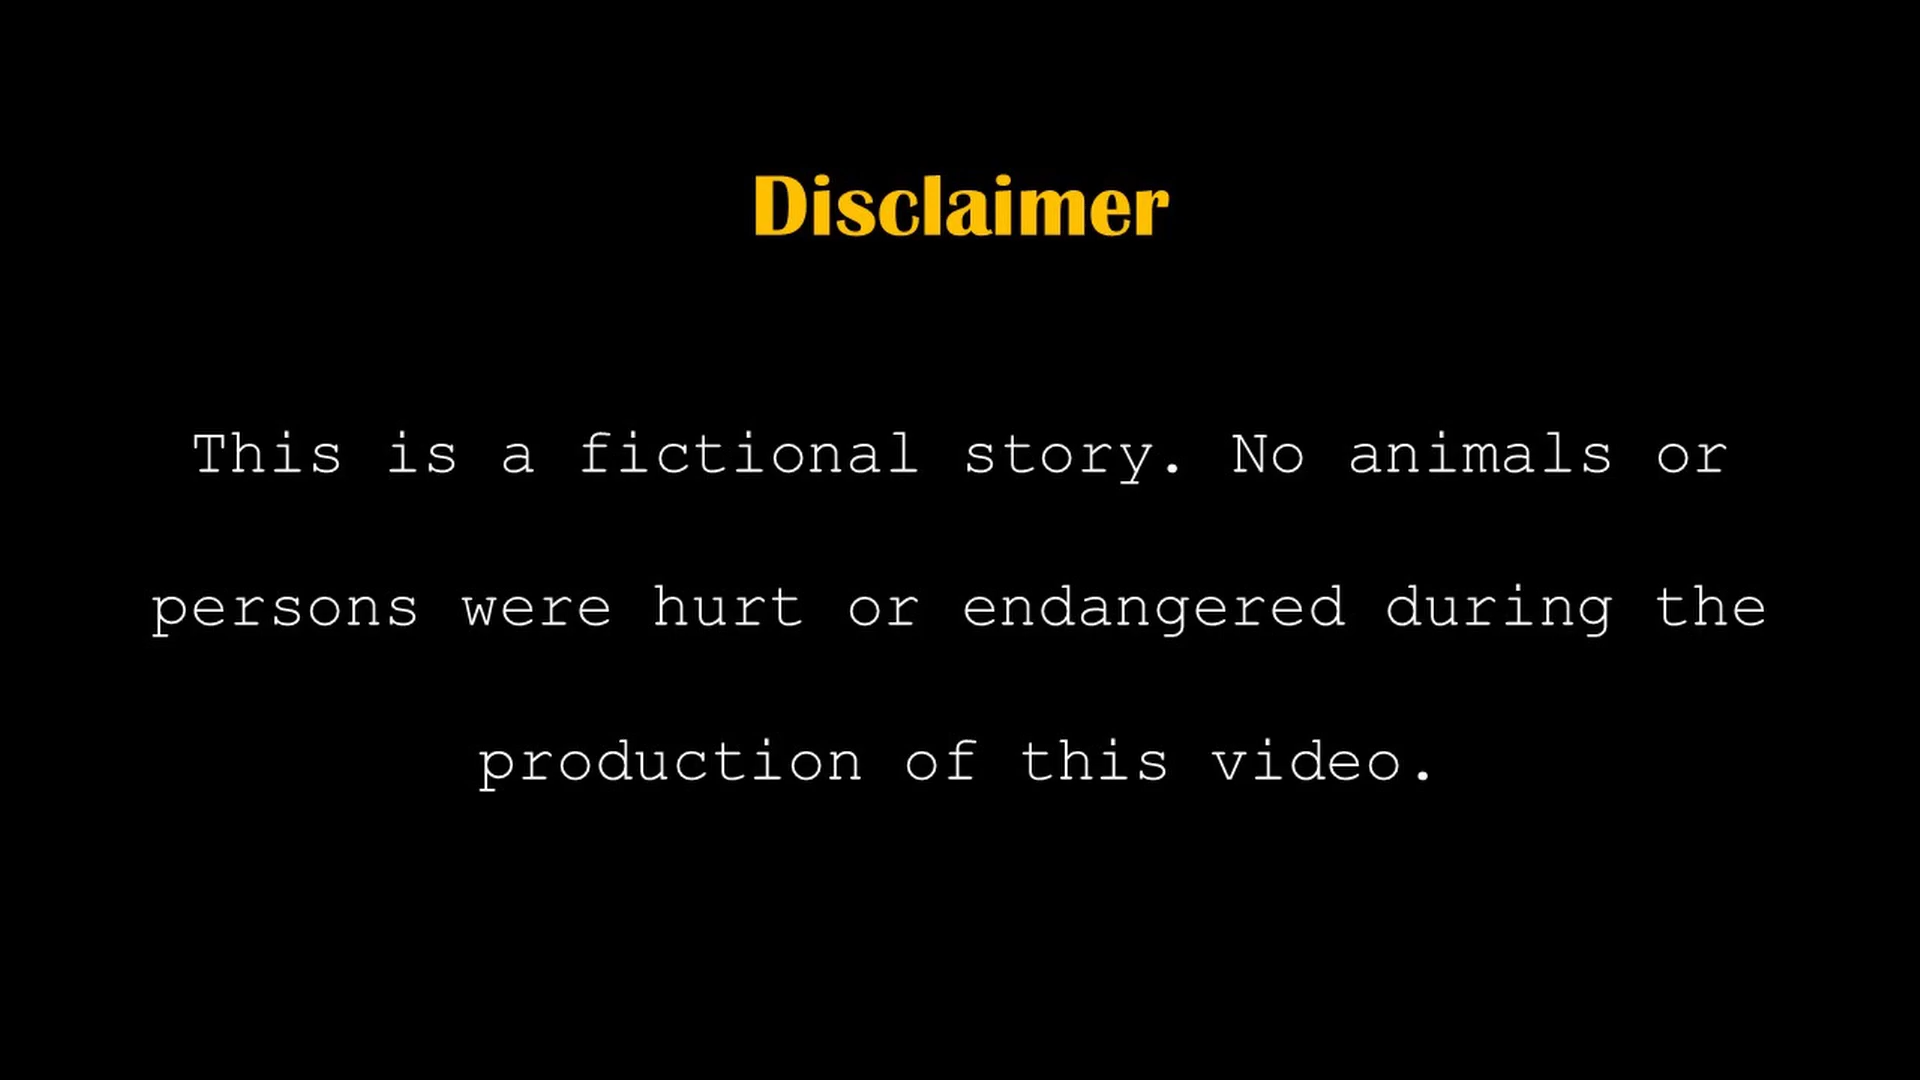 Disclaimer
This is a fictional story. No animals or
persons were hurt or endangered during the
production of this video.